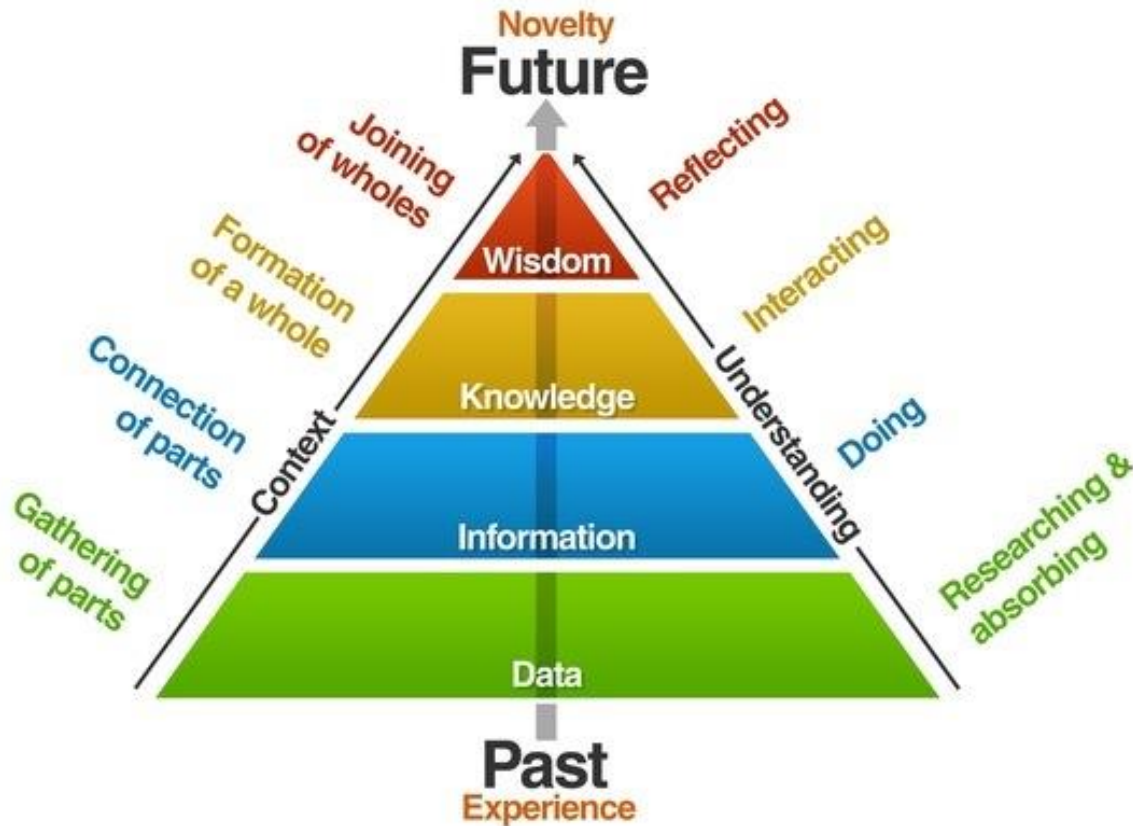 Novelty
Future
Joining
of wholes
Reflecting
Formation
of a whole
Interacting
Wisdom
Connection
of parts
Knowledge
Understanding
Context
Doing
Gathering
of parts
Information
Researching &
absorbing
Data
Past
Experience